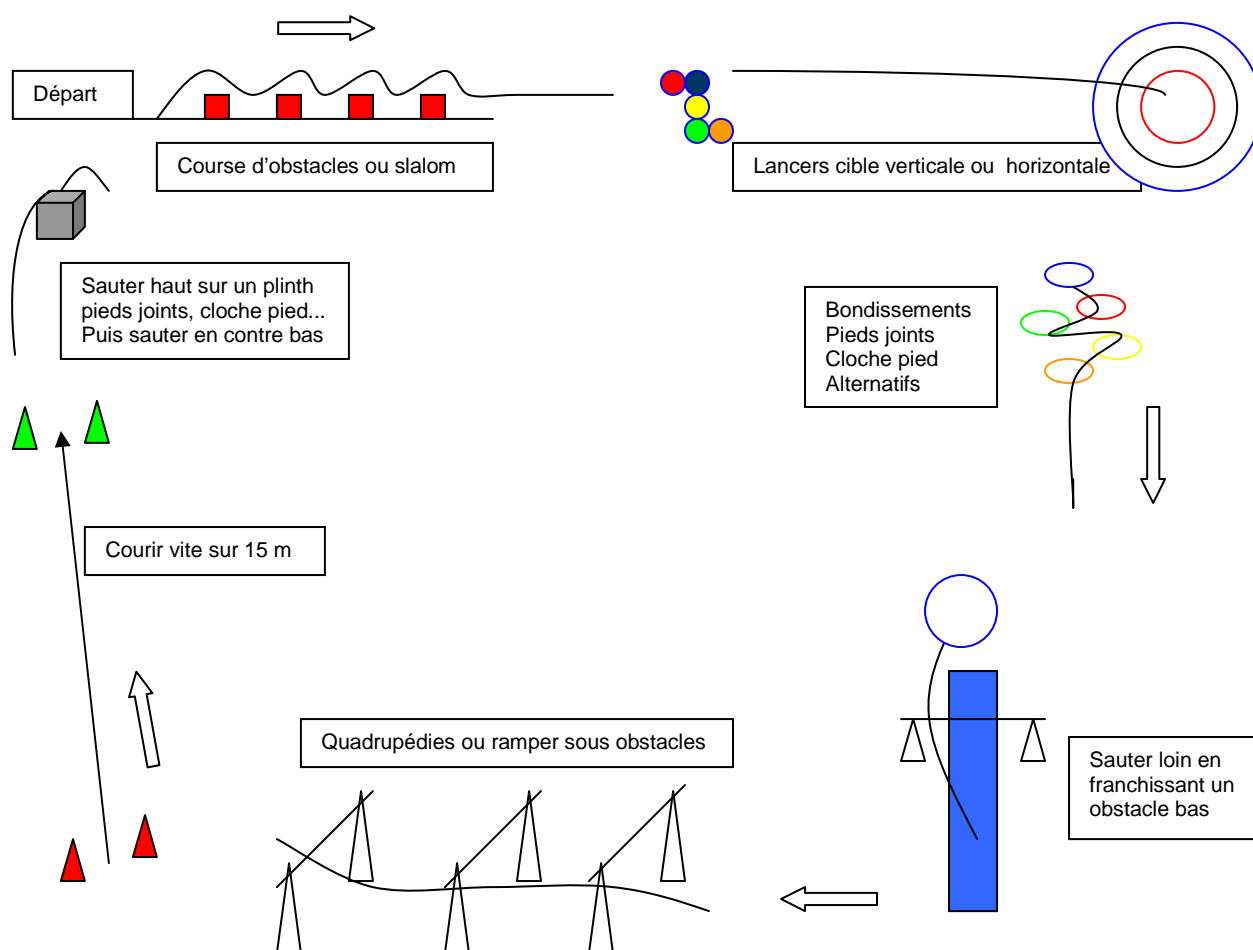 Départ
Course d'obstacles ou slalom
Lancers cible verticale ou horizontale
Sauter haut sur un plinth
pieds joints, cloche pied...
Puis sauter en contre bas
Bondissements
Pieds joints
Cloche pied
Alternatifs
Courir vite sur 15 m
Quadrupédies ou ramper sous obstacles
Sauter loin en
franchissant un
obstacle bas